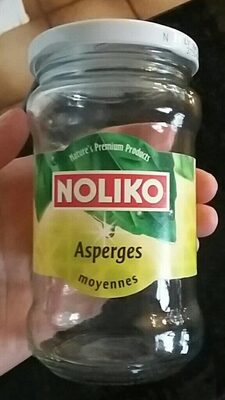 Nature's Premium Products
NOLIKO
Asperges
moyennes